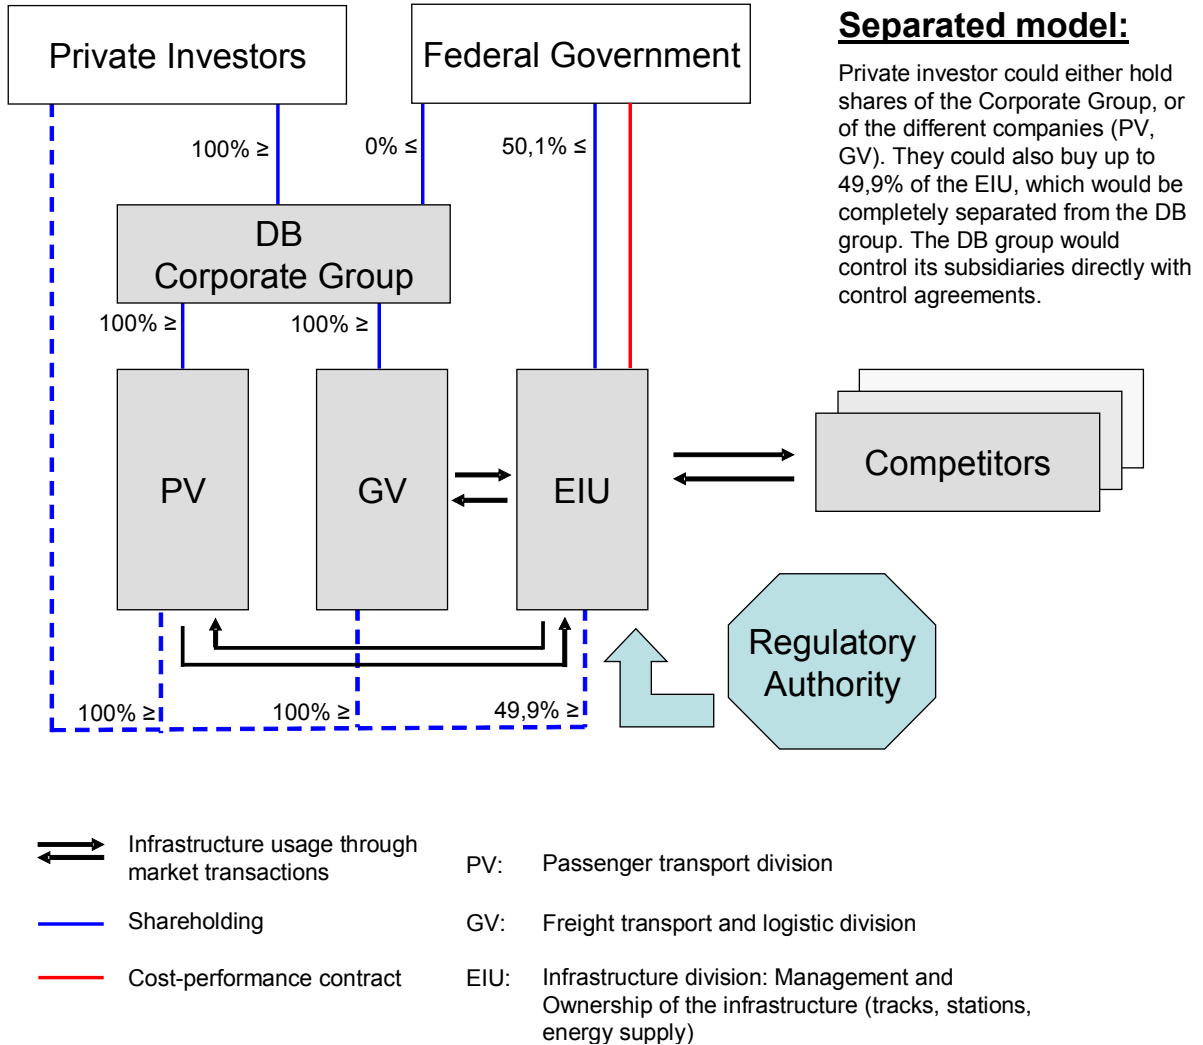 Private Investors
Federal Government
Separated model:
Private investor could either hold
shares of the Corporate Group, or
of the different companies (PV,
GV). They could also buy up to
49,9% of the EIU, which would be
completely separated from the DB
group. The DB group would
control its subsidiaries directly with
control agreements.
100% ≥
0% ≤
50,1% ≤
DB
Corporate Group
100% ≥
100% ≥
PV
GV
EIU
Competitors
Regulatory
Authority
100% ≥
100% ≥
49,9% ≥
Infrastructure usage through
market transactions
Shareholding
Cost-performance contract
PV: Passenger transport division
GV: Freight transport and logistic division
EIU: Infrastructure division: Management and
Ownership of the infrastructure (tracks, stations,
energy supply)